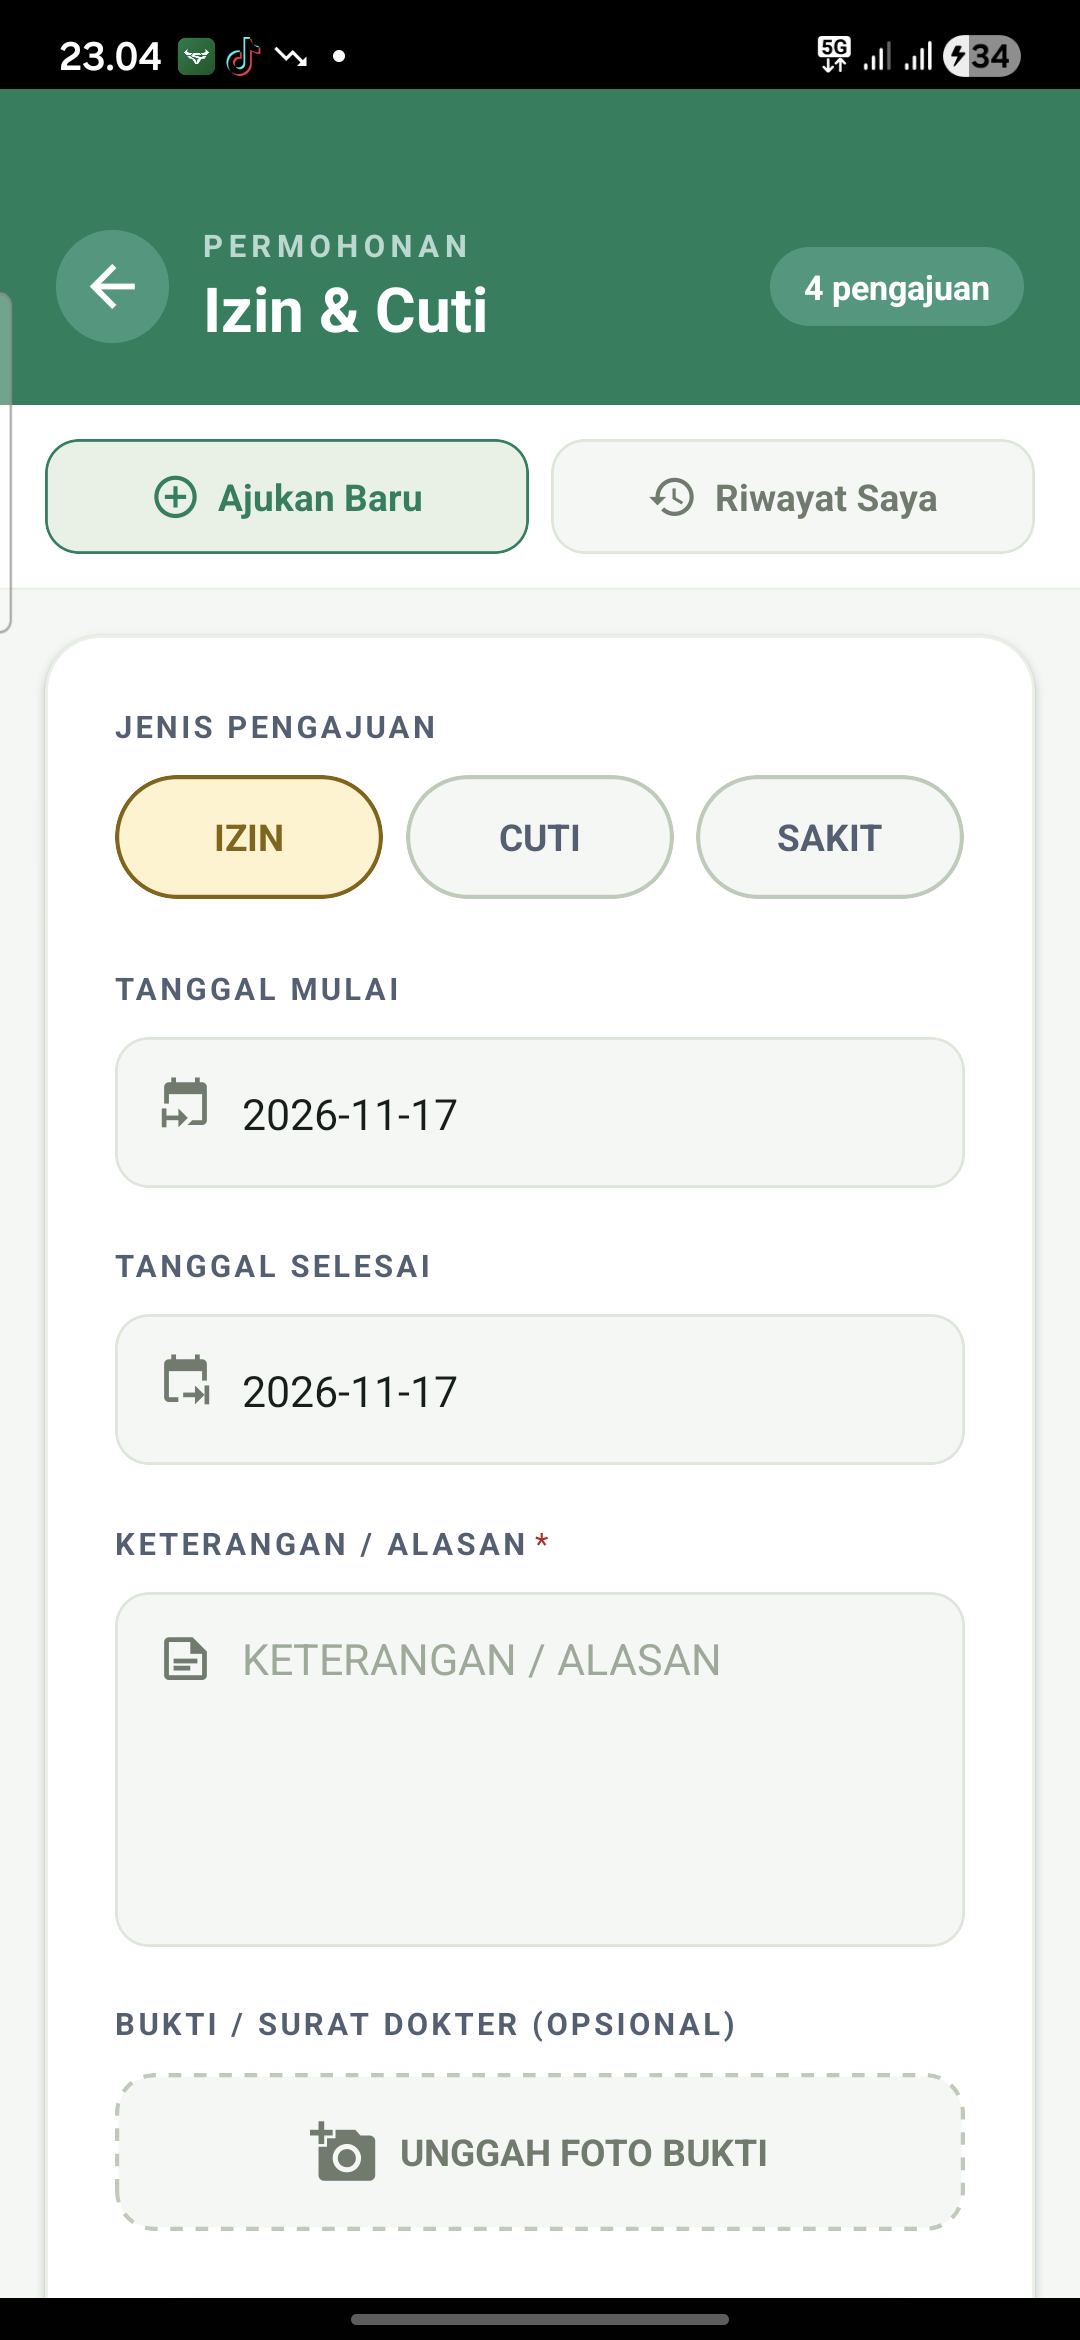 23.04
5G
34
PERMOHONAN
Izin & Cuti
4 pengajuan
Ajukan Baru
Riwayat Saya
JENIS PENGAJUAN
IZIN
CUTI
SAKIT
TANGGAL MULAI
2026-11-17
TANGGAL SELESAI
2026-11-17
KETERANGAN / ALASAN *
KETERANGAN / ALASAN
BUKTI / SURAT DOKTER (OPSIONAL)
UNGGAH FOTO BUKTI